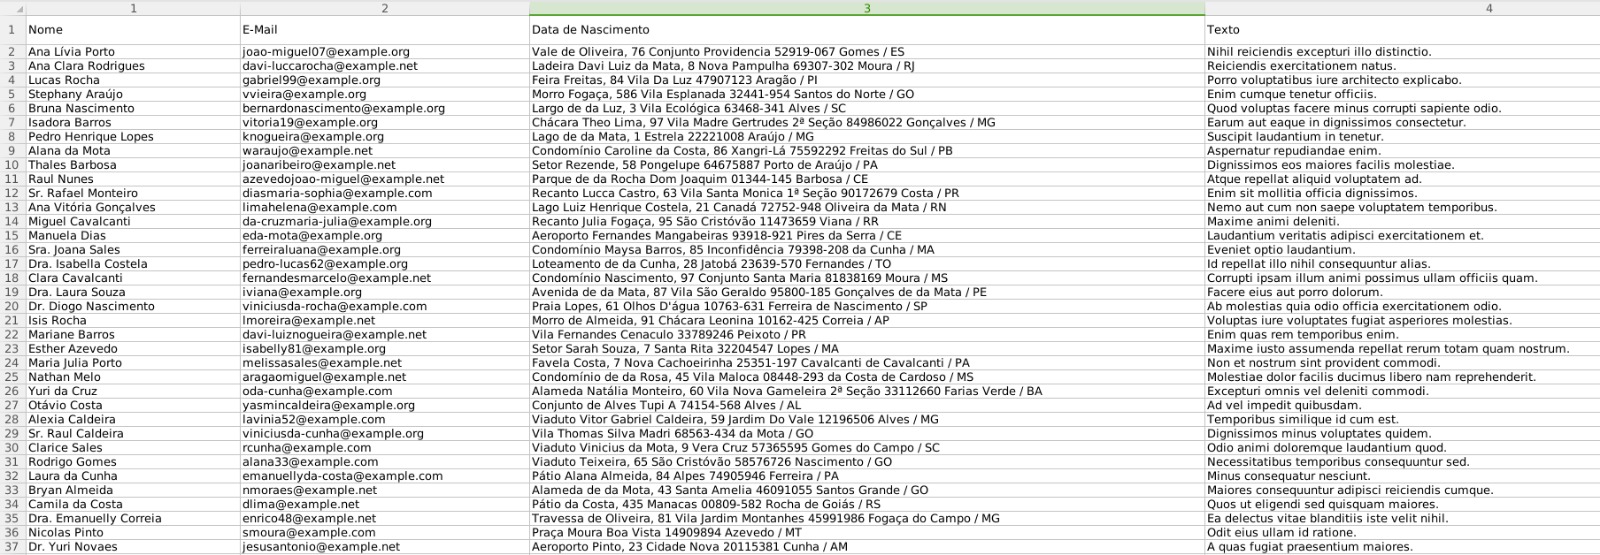 1 2 3 4
1 Nome E-Mail Data de Nascimento Texto
2 Ana Lívia Porto joao-miguel07@example.org Vale de Oliveira, 76 Conjunto Providencia 52919-067 Gomes / ES Nihil reiciendis excepturi illo distinctio.
3 Ana Clara Rodrigues davi-luccarocha@example.net Ladeira Davi Luiz da Mata, 8 Nova Pampulha 69307-302 Moura / RJ Reiciendis exercitationem natus.
4 Lucas Rocha gabriel99@example.org Feira Freitas, 84 Vila Da Luz 47907123 Aragão / PI Porro voluptatibus iure architecto explicabo.
5 Stephany Araújo vvieira@example.org Morro Fogaça, 586 Vila Esplanada 32441-954 Santos do Norte / GO Enim cumque tenetur officiis.
6 Bruna Nascimento bernardonascimento@example.org Largo de da Luz, 3 Vila Ecológica 63468-341 Alves / SC Quod voluptas facere minus corrupti sapiente odio.
7 Isadora Barros vitoria19@example.org Chácara Theo Lima, 97 Vila Madre Gertrudes 2ª Seção 84986022 Gonçalves / MG Earum aut eaque in dignissimos consectetur.
8 Pedro Henrique Lopes knogueira@example.org Lago de da Mata, 1 Estrela 22221008 Araújo / MG Suscipit laudantium in tenetur.
9 Alana da Mota waraujo@example.net Condomínio Caroline da Costa, 86 Xangri-Lá 75592292 Freitas do Sul / PB Aspernatur repudiandae enim.
10 Thales Barbosa joanaribeiro@example.net Setor Rezende, 58 Pongelupe 64675887 Porto de Araújo / PA Dignissimos eos maiores facilis molestiae.
11 Raul Nunes azevedojoao-miguel@example.net Parque de da Rocha Dom Joaquim 01344-145 Barbosa / CE Atque repellat aliquid voluptatem ad.
12 Sr. Rafael Monteiro diasmaria-sophia@example.com Recanto Lucca Castro, 63 Vila Santa Monica 1ª Seção 90172679 Costa / PR Enim sit mollitia officia dignissimos.
13 Ana Vitória Gonçalves limahelena@example.com Lago Luiz Henrique Costela, 21 Canadá 72752-948 Oliveira da Mata / RN Nemo aut cum non saepe voluptatem temporibus.
14 Miguel Cavalcanti da-cruzmaria-julia@example.org Recanto Julia Fogaça, 95 São Cristóvão 11473659 Viana / RR Maxime animi deleniti.
15 Manuela Dias eda-mota@example.com Aeroporto Fernandes Mangabeiras 93918-921 Pires da Serra / CE Laudantium veritatis adipisci exercitationem et.
16 Sra. Joana Sales ferreiraluana@example.org Condomínio Maysa Barros, 85 Inconfidência 79398-208 da Cunha / MA Eveniet optio laudantium.
17 Dra. Isabella Costela pedro-lucas62@example.org Loteamento de da Cunha, 28 Jatobá 23639-570 Fernandes / TO Id repellat illo nihil consequuntur alias.
18 Clara Cavalcanti fernandesmarcelo@example.net Condomínio Nascimento, 97 Conjunto Santa Maria 81838169 Moura / MS Corrupti ipsam illum animi possimus ullam officiis quam.
19 Dra. Laura Souza iviana@example.org Avenida de da Mata, 87 Vila São Geraldo 95800-185 Gonçalves de da Mata / PE Facere eius aut porro dolorum.
20 Dr. Diogo Nascimento viniciusda-rocha@example.com Praia Lopes, 61 Olhos D'água 10763-631 Ferreira de Nascimento / SP Ab molestias quia odio officia exercitationem odio.
21 Isis Rocha lmoreira@example.net Morro de Almeida, 91 Chácara Leonina 10162-425 Correia / AP Voluptas iure voluptates fugiat asperiores molestias.
22 Mariane Barros davi-luiznogueira@example.net Vila Fernandes Cenaculo 33789246 Peixoto / PR Enim quas rem temporibus enim.
23 Esther Azevedo isabelly81@example.org Setor Sarah Souza, 7 Santa Rita 32204547 Lopes / MA Maxime iusto assumenda repellat rerum totam quam nostrum.
24 Maria Julia Porto melissasales@example.net Favela Costa, 7 Nova Cachoeirinha 25351-197 Cavalcanti de Cavalcanti / PA Non et nostrum sint provident commodi.
25 Nathan Melo aragaomiguel@example.net Condomínio de da Rosa, 45 Vila Maloca 08448-293 da Costa de Cardoso / MS Molestiae dolor facilis ducimus libero nam reprehenderit.
26 Yuri da Cruz oda-cunha@example.com Alameda Natália Monteiro, 60 Vila Nova Gameleira 2ª Seção 33112660 Farias Verde / BA Excepturi omnis vel deleniti commodi.
27 Otávio Costa yasmincaldeira@example.org Conjunto de Alves Tupi A 74154-568 Alves / AL Ad vel impedit quibusdam.
28 Alexia Caldeira lavinia52@example.org Viaduto Vitor Gabriel Caldeira, 59 Jardim Do Vale 12196506 Alves / MG Temporibus similique id cum est.
29 Sr. Raul Caldeira viniciusda-cunha@example.org Vila Thomas Silva Madri 68563-434 da Mota / GO Dignissimos minus voluptates quidem.
30 Clarice Sales rcunha@example.com Viaduto Vinicius da Mota, 9 Vera Cruz 57365595 Gomes do Campo / SC Odio animi doloremque laudantium quod.
31 Rodrigo Gomes alana33@example.com Viaduto Teixeira, 65 São Cristóvão 58576726 Nascimento / GO Necessitatibus temporibus consequuntur sed.
32 Laura da Cunha emanuellyda-costa@example.com Pátio Alana Almeida, 84 Alpes 74905946 Ferreira / PA Minus consequatur nesciunt.
33 Bryan Almeida nmoraes@example.net Alameda de da Mota, 43 Santa Amelia 46091055 Santos Grande / GO Maiores consequuntur adipisci reiciendis cumque.
34 Camila da Costa dlima@example.net Pátio da Costa, 435 Manacas 00809-582 Rocha de Goiás / RS Quos ut eligendi sed quisquam maiores.
35 Dra. Emanuelly Correia enrico48@example.net Travessa de Oliveira, 81 Vila Jardim Montanhes 45991986 Fogaça do Campo / MG Ea delectus vitae blanditiis iste velit nihil.
36 Nicolas Pinto smoura@example.com Praça Moura Boa Vista 14909894 Azevedo / MT Odit eius ullam id ratione.
37 Dr. Yuri Novaes jesusantonio@example.net Aeroporto Pinto, 23 Cidade Nova 20115381 Cunha / AM A quas fugiat praesentium maiores.